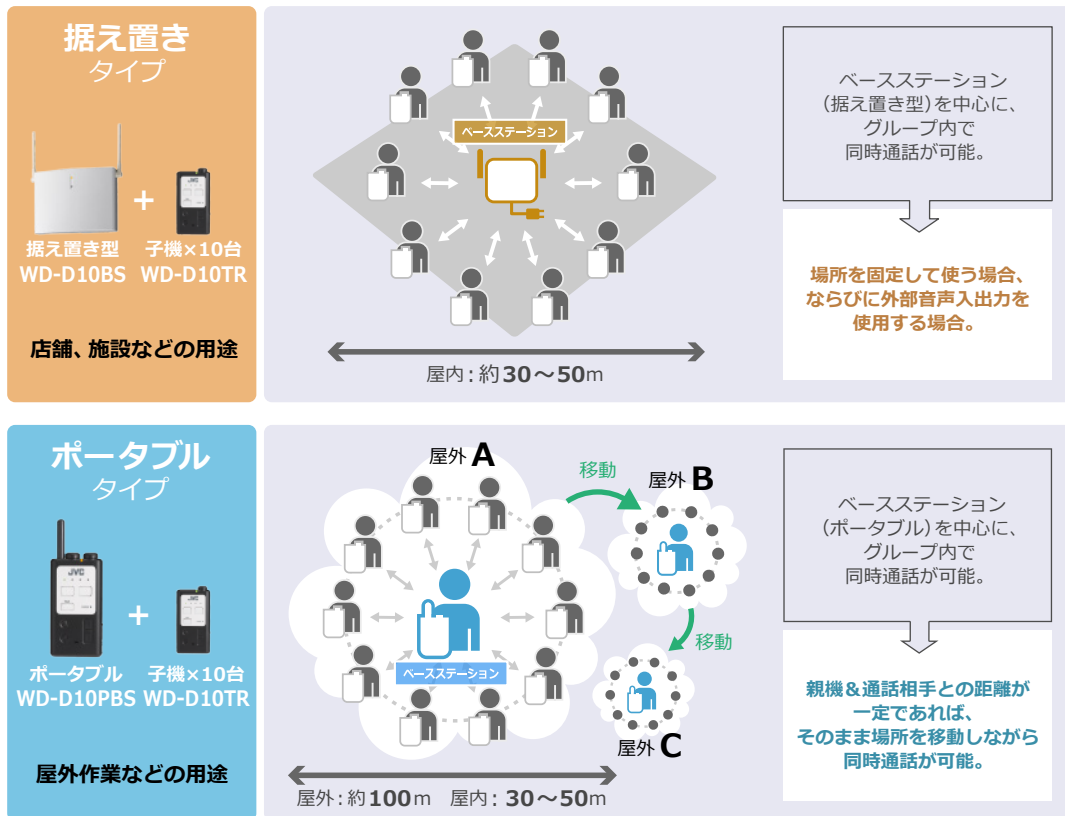 据え置き
タイプ
JVC
+
据え置き型 子機×10台
WD-D10BS WD-D10TR
店舗、施設などの用途
ベースステーション
屋内：約30～50m
ベースステーション
（据え置き型）を中心に、
グループ内で
同時通話が可能。
場所を固定して使う場合、
ならびに外部音声入出力を
使用する場合。
ポータブル
タイプ
JVC
+
ポータブル 子機×10台
WD-D10PBS WD-D10TR
屋外作業などの用途
屋外 A
移動
屋外 B
ベースステーション
移動
屋外 C
屋外：約100m 屋内：30～50m
ベースステーション
（ポータブル）を中心に、
グループ内で
同時通話が可能。
親機＆通話相手との距離が
一定であれば、
そのまま場所を移動しながら
同時通話が可能。